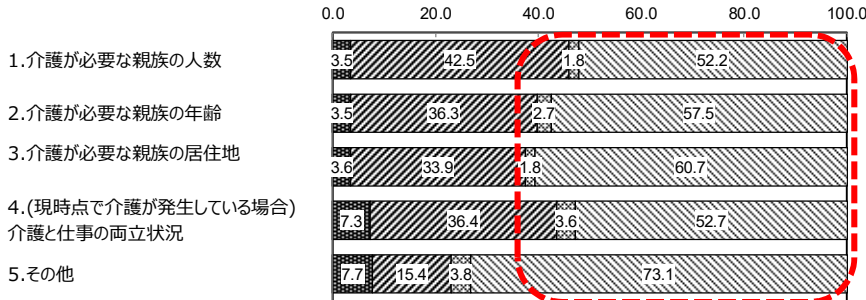 0.0 20.0 40.0 60.0 80.0 100.0
1.介護が必要な親族の人数
3.5 42.5 1.8 52.2
2.介護が必要な親族の年齢
3.5 36.3 2.7 57.5
3.介護が必要な親族の居住地
3.6 33.9 1.8 60.7
4.(現時点で介護が発生している場合)
介護と仕事の両立状況
7.3 36.4 3.6 52.7
5.その他
7.7 15.4 3.8 73.1